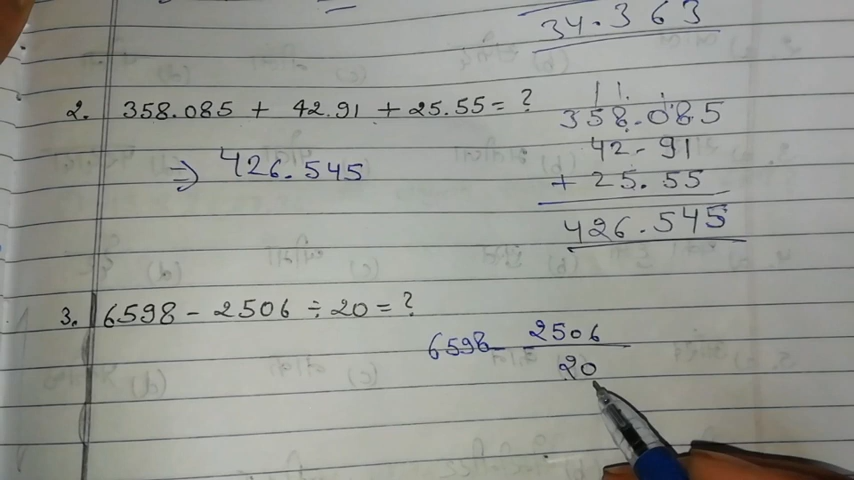 34.363
2. 358.085 + 42.91 + 25.55 = ?
⇒ 426.545
11 1
358.085
42.91
+ 25.55
426.545
3. 6598 - 2506 ÷ 20 = ?
6598 - 2506
20